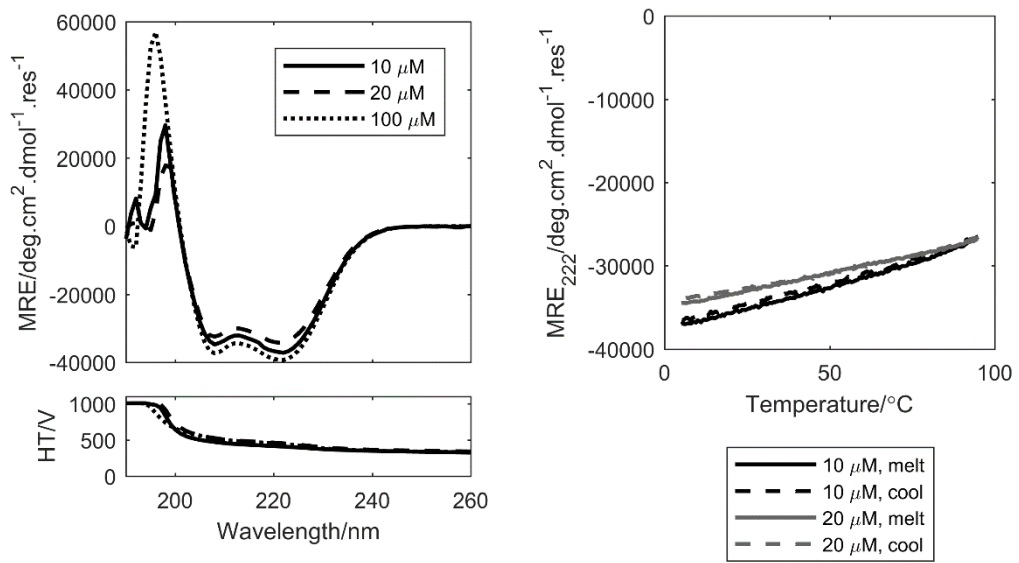 60000
40000
20000
0
-20000
-40000
MRE/deg.cm².dmol⁻¹.res⁻¹
10 μM
20 μM
100 μM
1000
500
0
HT/V
200
220
240
260
Wavelength/nm
0
-10000
-20000
-30000
-40000
MRE₂₂₂/deg.cm².dmol⁻¹.res⁻¹
0
50
100
Temperature/°C
10 μM, melt
10 μM, cool
20 μM, melt
20 μM, cool